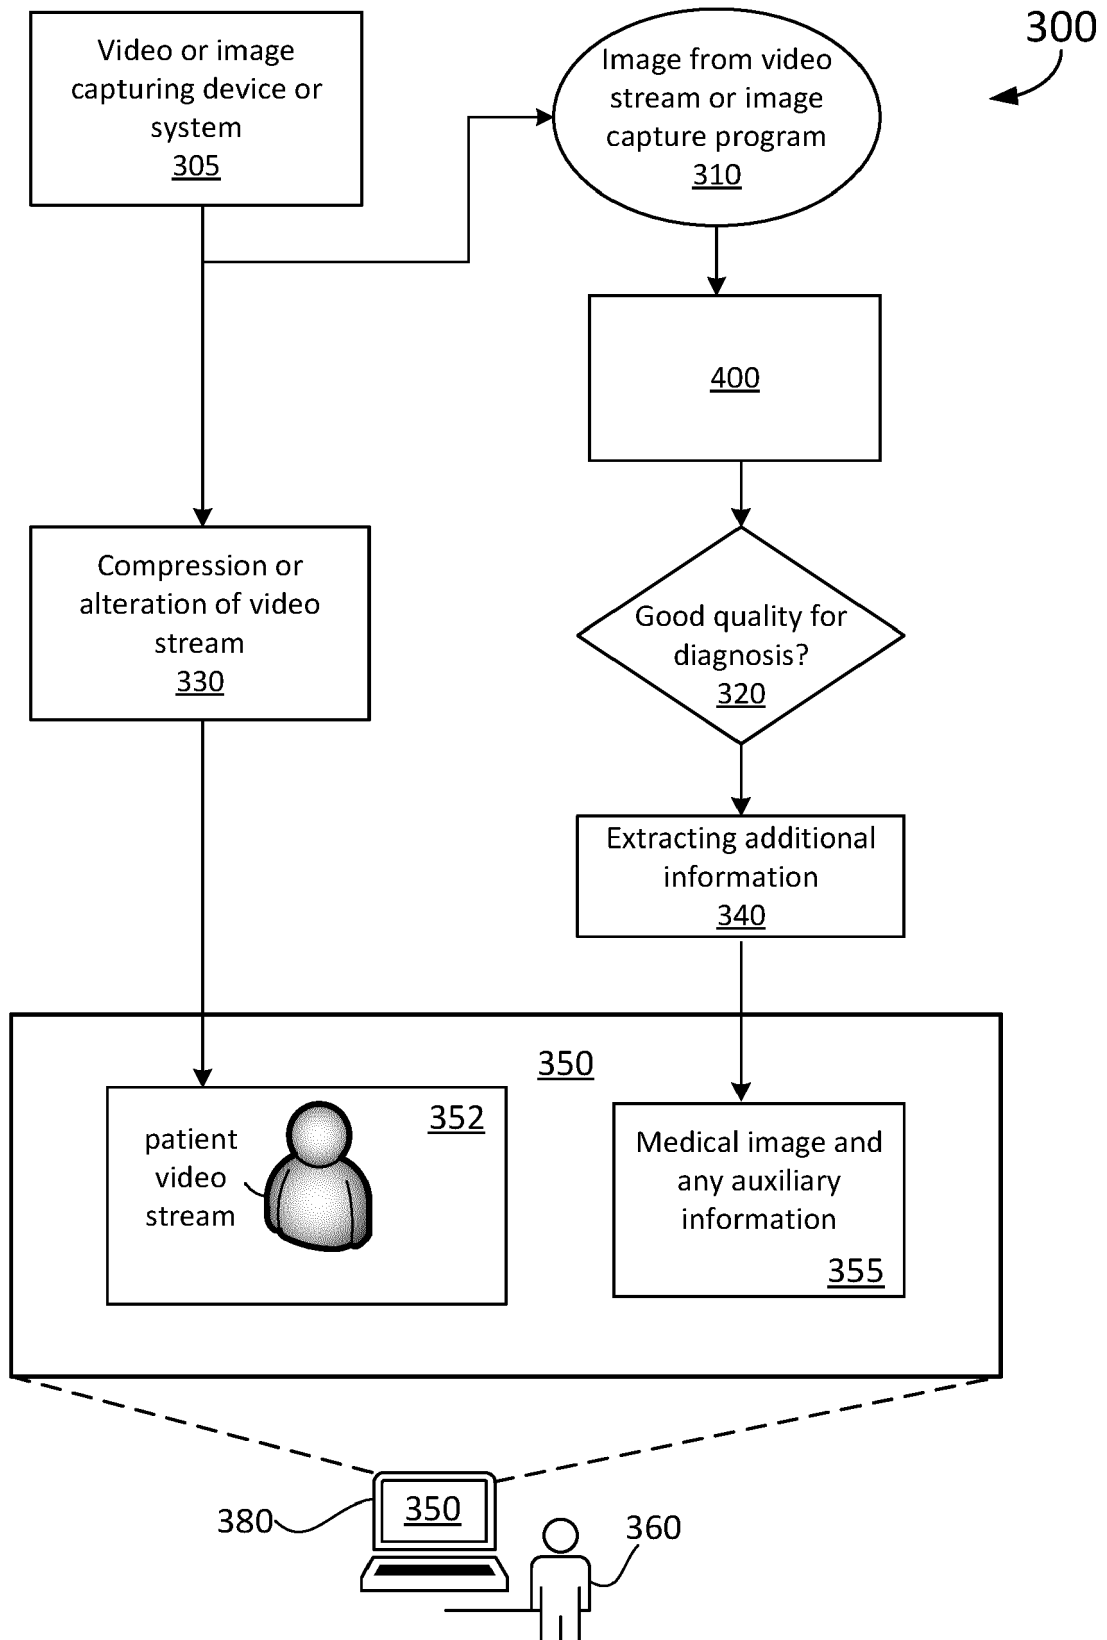 300
Video or image
capturing device or
system
305
Image from video
stream or image
capture program
310
400
Compression or
alteration of video
stream
330
Good quality for
diagnosis?
320
Extracting additional
information
340
350
352
patient
video
stream
Medical image and
any auxiliary
information
355
380
350
360